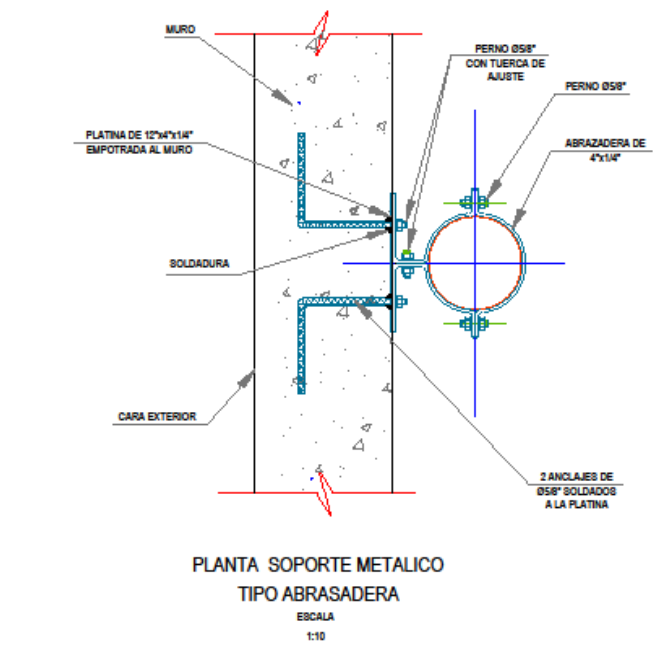 MURO
PERNO Ø5/8"
CON TUERCA DE
AJUSTE
PERNO Ø5/8"
PLATINA DE 12"x4"x1/4"
EMPOTRADA AL MURO
ABRAZADERA DE
4"x1/4"
SOLDADURA
CARA EXTERIOR
2 ANCLAJES DE
Ø5/8" SOLDADOS
A LA PLATINA
PLANTA SOPORTE METALICO
TIPO ABRASADERA
ESCALA
1:10